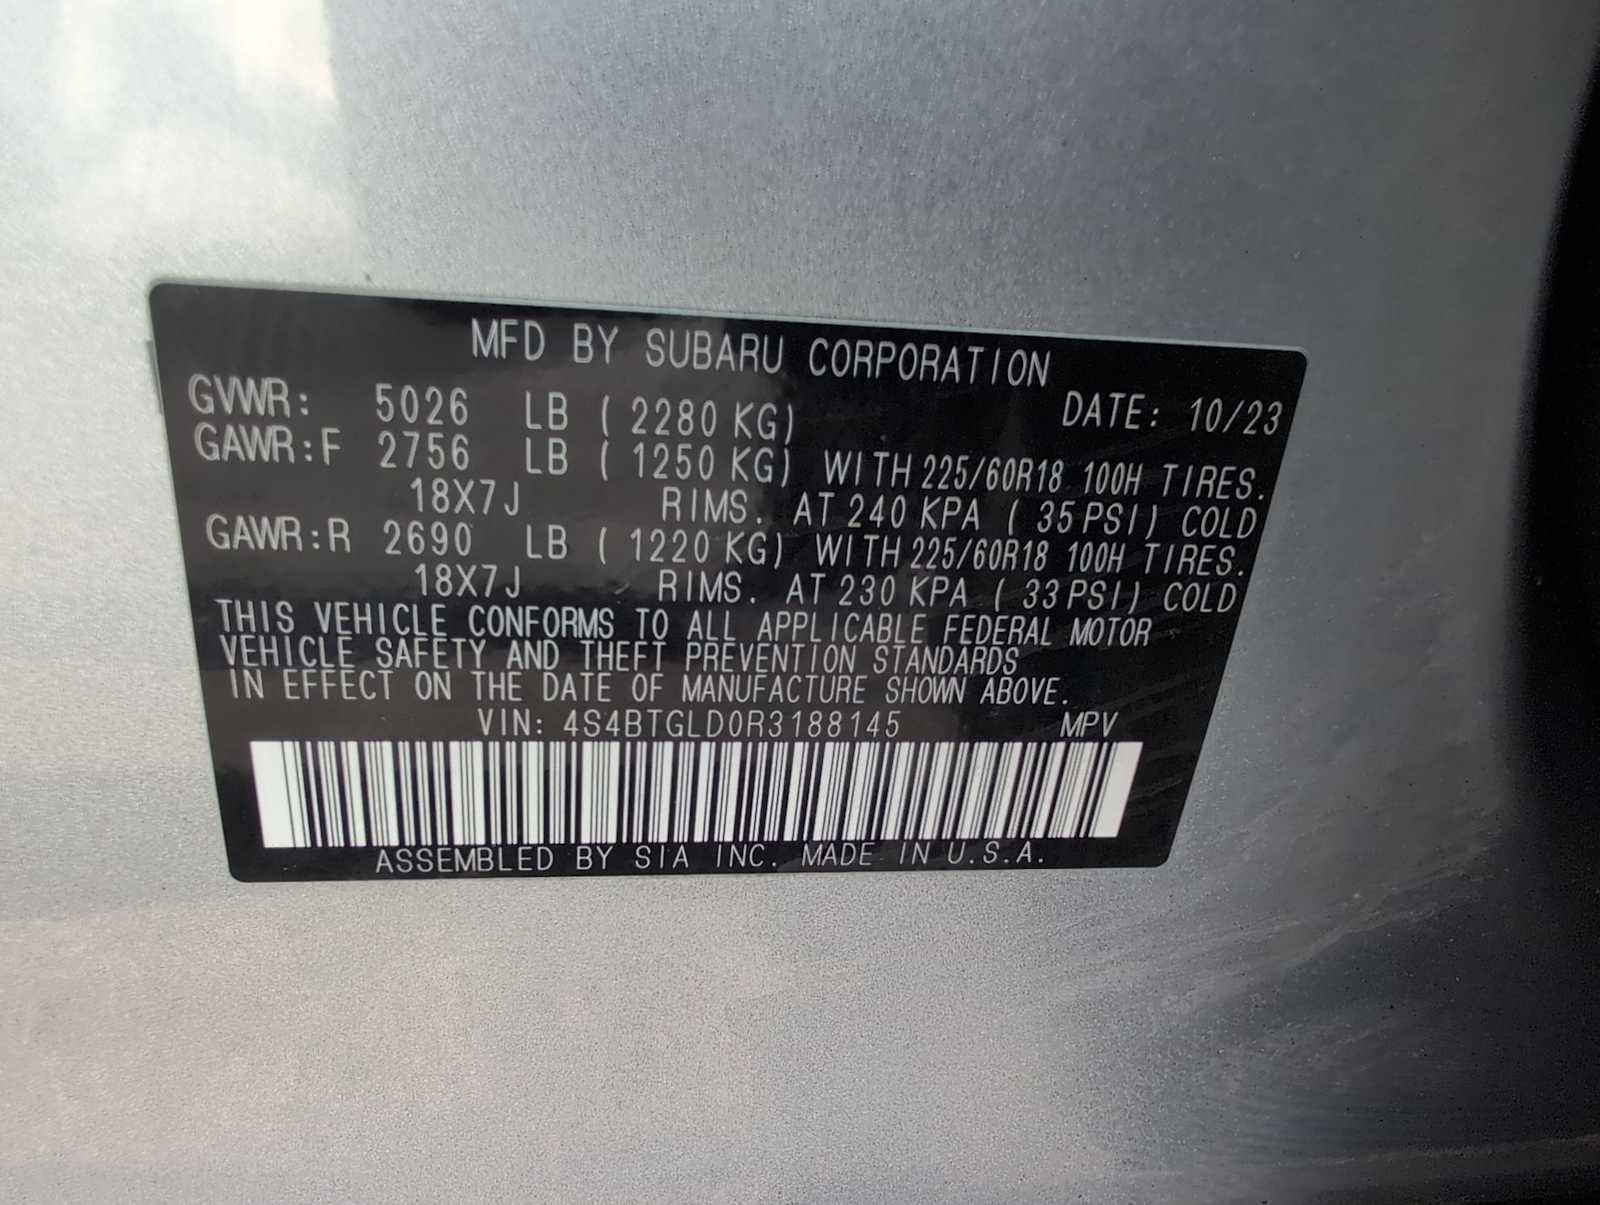 MFD BY SUBARU CORPORATION
GVWR: 5026 LB ( 2280 KG) DATE: 10/23
GAWR:F 2756 LB ( 1250 KG) WITH 225/60R18 100H TIRES.
18X7J RIMS. AT 240 KPA ( 35 PSI) COLD
GAWR:R 2690 LB ( 1220 KG) WITH 225/60R18 100H TIRES.
18X7J RIMS. AT 230 KPA ( 33 PSI) COLD
THIS VEHICLE CONFORMS TO ALL APPLICABLE FEDERAL MOTOR
VEHICLE SAFETY AND THEFT PREVENTION STANDARDS
IN EFFECT ON THE DATE OF MANUFACTURE SHOWN ABOVE.
VIN: 4S4BTGLD0R3188145 MPV
ASSEMBLED BY SIA INC. MADE IN U.S.A.